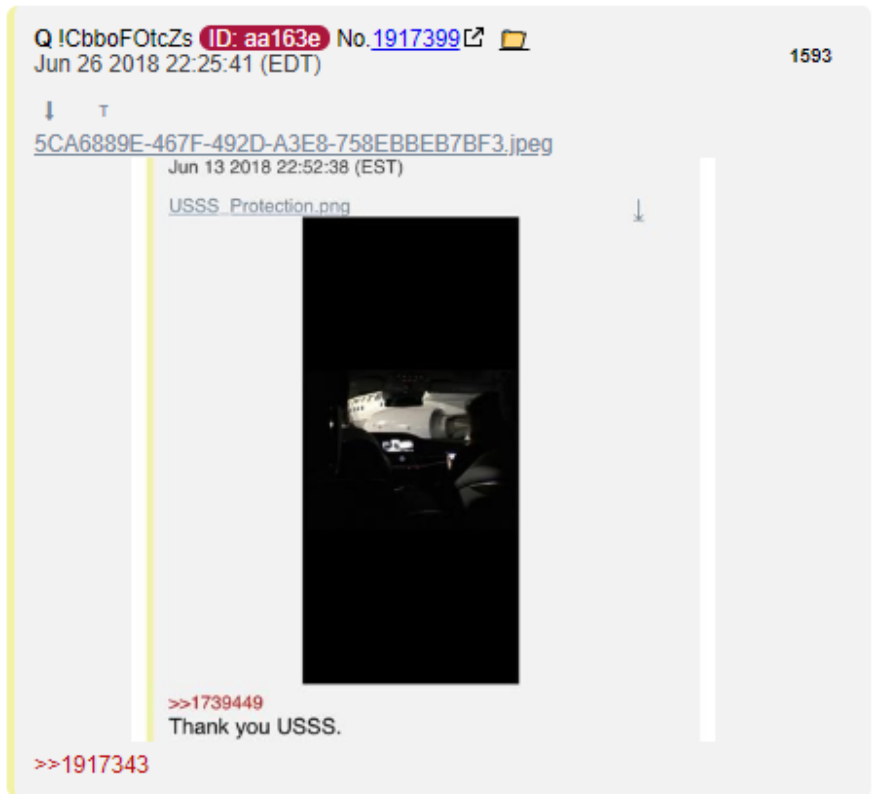 Q !CbboFOtcZs ID: aa163e No.1917399
Jun 26 2018 22:25:41 (EDT)
1593
T
5CA6889E-467F-492D-A3E8-758EBBEB7BF3.jpeg
Jun 13 2018 22:52:38 (EST)
USSS_Protection.png
>>1739449
Thank you USSS.
>>1917343